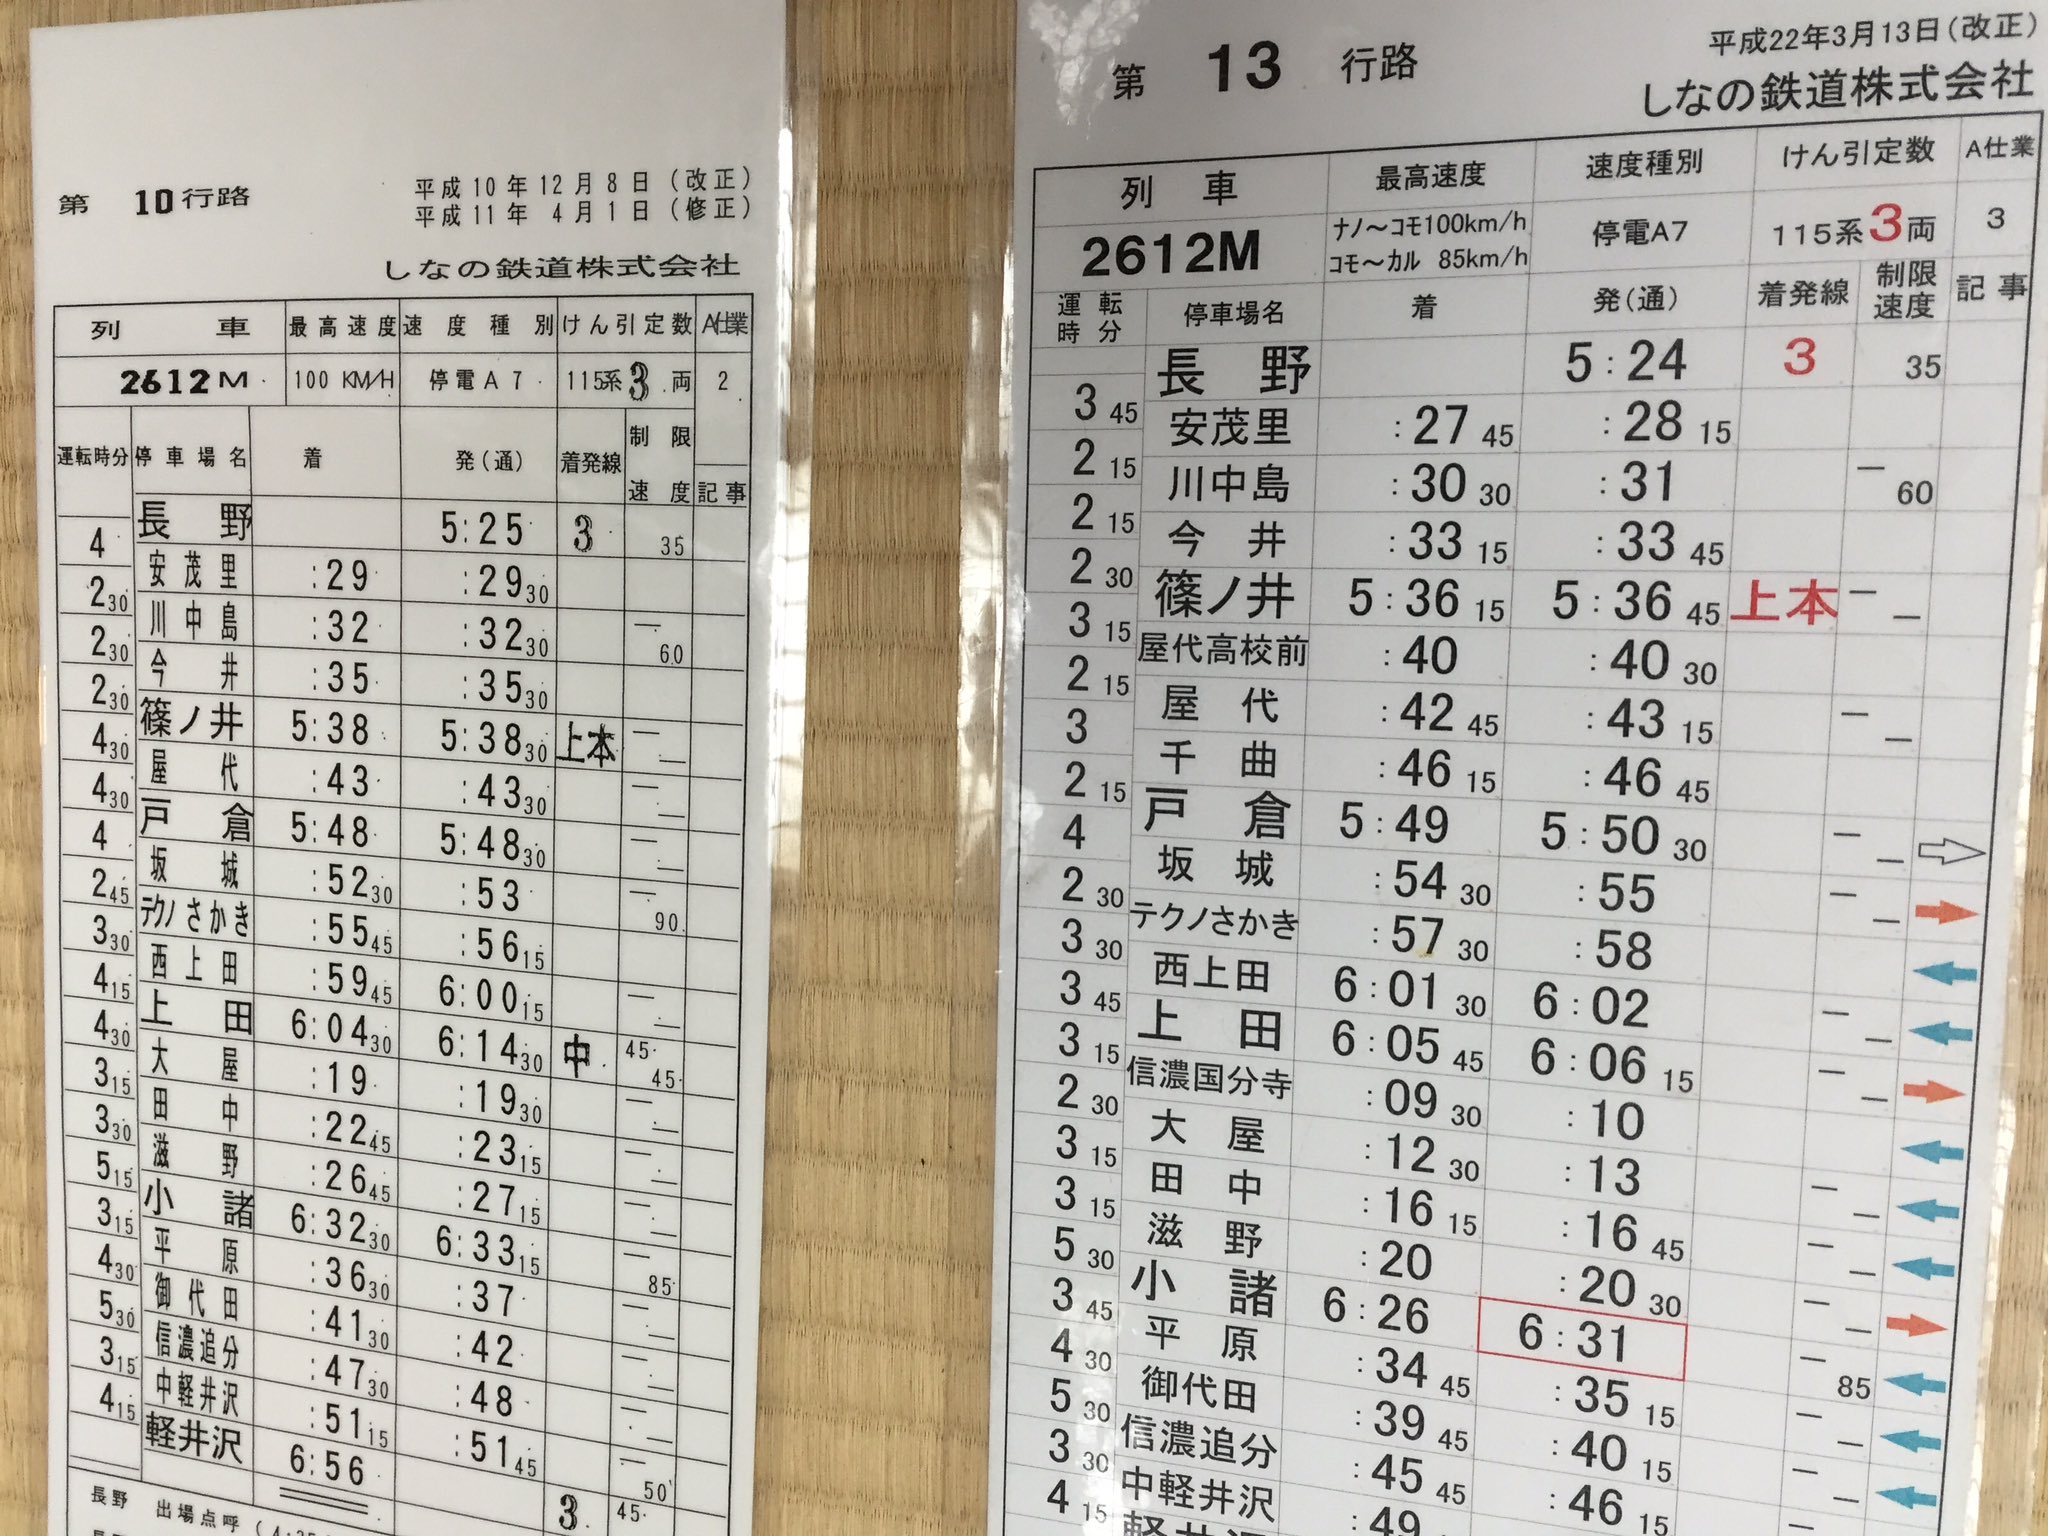 第 10 行路
平成10年12月8日(改正)
平成11年 4月1日(修正)
しなの鉄道株式会社
列 車 最高速度 速度種別 けん引定数 A仕業
2612M 100 KM/H 停電A7 115系3両 2
運転時分 停車場名 着 発(通) 着発線 制限速度 記事
長野 5:25 3 35
4
安茂里 :29 :29 30
2 30
川中島 :32 :32 30 — 60
2 30
今井 :35 :35 30
2 30
篠ノ井 5:38 5:38 30 上本 — —
4 30
屋代 :43 :43 30 — —
4 30
戸倉 5:48 5:48 30 — —
4
坂城 :52 30 :53 — 90
2 45
テクノさかき :55 45 :56 15
3 30
西上田 :59 45 6:00 15 — —
4 15
上田 6:04 30 6:14 30 中 45 45
4 30
大屋 :19 :19 30 — —
3 15
田中 :22 45 :23 15 — —
3 30
滋野 :26 45 :27 15 — —
5 15
小諸 6:32 30 6:33 15 — 85
3 15
平原 :36 30 :37 — —
4 30
御代田 :41 30 :42 — —
5 30
信濃追分 :47 30 :48 — —
3 15
中軽井沢 :51 15 :51 45 — 50
4 15
軽井沢 6:56 3 45
長野 出場点呼
第 13 行路
平成22年3月13日(改正)
しなの鉄道株式会社
列 車 最高速度 速度種別 けん引定数 A仕業
2612M ナノ～コモ100km/h 停電A7 115系3両 3
コモ～カル 85km/h
運転時分 停車場名 着 発(通) 着発線 制限速度 記事
長野 5:24 3 35
3 45
安茂里 :27 45 :28 15
2 15
川中島 :30 30 :31 — 60
2 15
今井 :33 15 :33 45
2 30
篠ノ井 5:36 15 5:36 45 上本 — —
3 15
屋代高校前 :40 :40 30
2 15
屋代 :42 45 :43 15 — —
3
千曲 :46 15 :46 45
2 15
戸倉 5:49 5:50 30 — —
4
坂城 :54 30 :55 — —
2 30
テクノさかき :57 30 :58
3 30
西上田 6:01 30 6:02 — —
3 45
上田 6:05 45 6:06 15 — —
3 15
信濃国分寺 :09 30 :10
2 30
大屋 :12 30 :13 — —
3 15
田中 :16 15 :16 45 — —
3 15
滋野 :20 :20 30 — —
5 30
小諸 6:26 6:31 — 85
3 45
平原 :34 45 :35 15 — —
4 30
御代田 :39 45 :40 15 — —
5 30
信濃追分 :45 45 :46 15
3 30
中軽井沢 :49
4 15
軽井沢